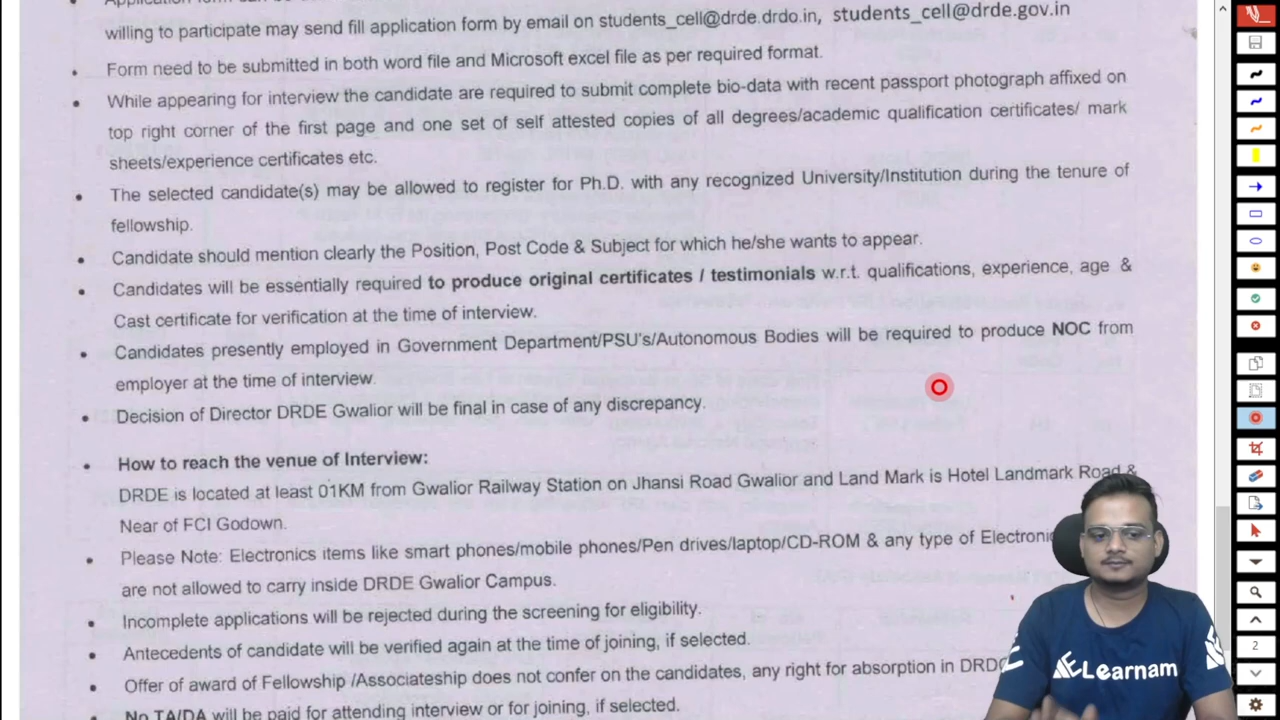 willing to participate may send fill application form by email on students_cell@drde.drdo.in, students_cell@drde.gov.in
Form need to be submitted in both word file and Microsoft excel file as per required format.
While appearing for interview the candidate are required to submit complete bio-data with recent passport photograph affixed on
top right corner of the first page and one set of self attested copies of all degrees/academic qualification certificates/ mark
sheets/experience certificates etc.
The selected candidate(s) may be allowed to register for Ph.D. with any recognized University/Institution during the tenure of
fellowship.
Candidate should mention clearly the Position, Post Code & Subject for which he/she wants to appear.
Candidates will be essentially required to produce original certificates / testimonials w.r.t. qualifications, experience, age &
Cast certificate for verification at the time of interview.
Candidates presently employed in Government Department/PSU's/Autonomous Bodies will be required to produce NOC from
employer at the time of interview.
Decision of Director DRDE Gwalior will be final in case of any discrepancy.
How to reach the venue of Interview:
DRDE is located at least 01KM from Gwalior Railway Station on Jhansi Road Gwalior and Land Mark is Hotel Landmark Road &
Near of FCI Godown.
Please Note: Electronics items like smart phones/mobile phones/Pen drives/laptop/CD-ROM & any type of
are not allowed to carry inside DRDE Gwalior Campus.
Incomplete applications will be rejected during the screening for eligibility.
Antecedents of candidate will be verified again at the time of joining, if selected.
Offer of award of Fellowship /Associateship does not confer on the candidates, any right for absorption in
No TA/DA will be paid for attending interview or for joining, if selected.
Learnam
2